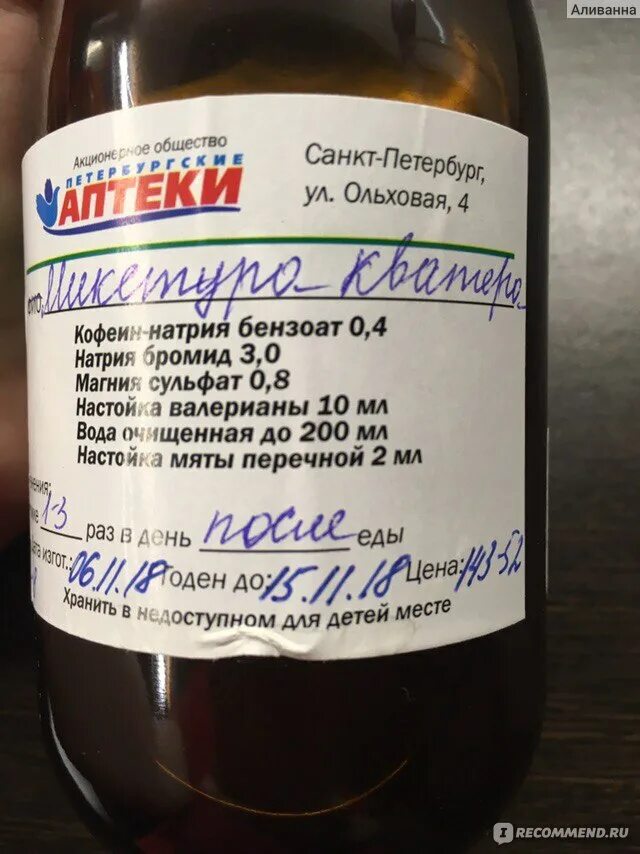 Аливанна
Акционерное общество
ПЕТЕРБУРГСКИЕ
АПТЕКИ
Санкт-Петербург,
ул. Ольховая, 4
Микстура Кватера
Кофеин-натрия бензоат 0,4
Натрия бромид 3,0
Магния сульфат 0,8
Настойка валерианы 10 мл
Вода очищенная до 200 мл
Настойка мяты перечной 2 мл
1-3 раз в день после еды
изгот.: 06.11.18 Годен до: 15.11.18 Цена: 143-52
Хранить в недоступном для детей месте
IRECOMMEND.RU